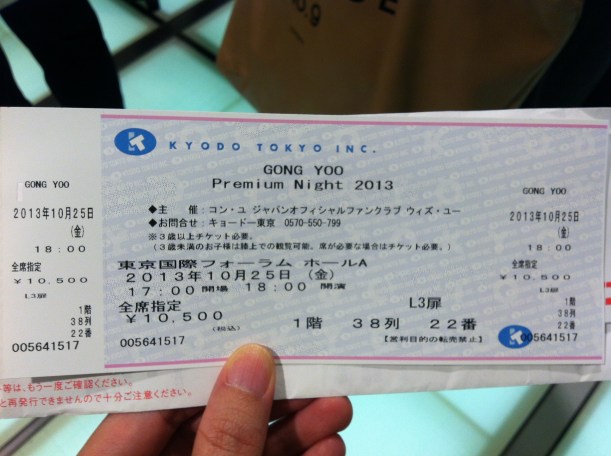 KYODO TOKYO INC.
GONG YOO
Premium Night 2013
◆主 催：コン・ユ ジャパンオフィシャルファンクラブ ウィズ・ユー
◆お問合せ：キョードー東京 0570-550-799
※3歳以上チケット必要。
（3歳未満のお子様は膝上での観覧可能。席が必要な場合はチケット必要。）
東京国際フォーラム ホールA
2013年10月25日（金）
17:00開場 18:00開演
全席指定 L3扉
¥10,500（税込） 1階 38列 22番
005641517 【営利目的の転売禁止】
GONG YOO
2013年10月25日
（金）
18:00
全席指定
¥10,500
L3扉
1階
38列
22番
005641517
GONG YOO
2013年10月25日
（金）
18:00
全席指定
¥10,500
L3扉
1階
38列
22番
005641517
等は、もう一度ご確認ください。
と再発行できませんので十分ご注意ください。